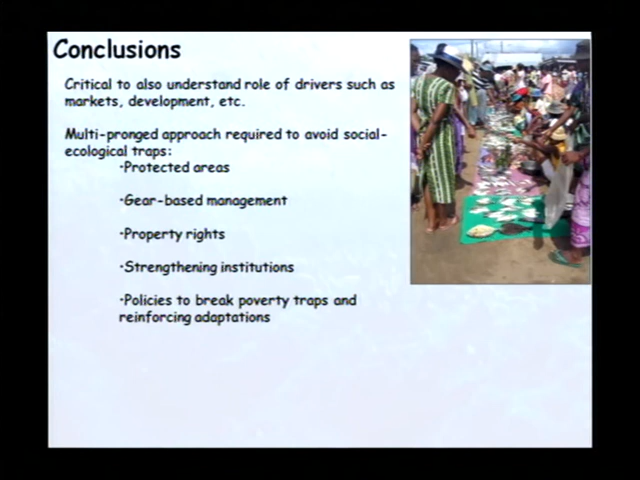 Conclusions
Critical to also understand role of drivers such as
markets, development, etc.
Multi-pronged approach required to avoid social-
ecological traps:
·Protected areas
·Gear-based management
·Property rights
·Strengthening institutions
·Policies to break poverty traps and
reinforcing adaptations